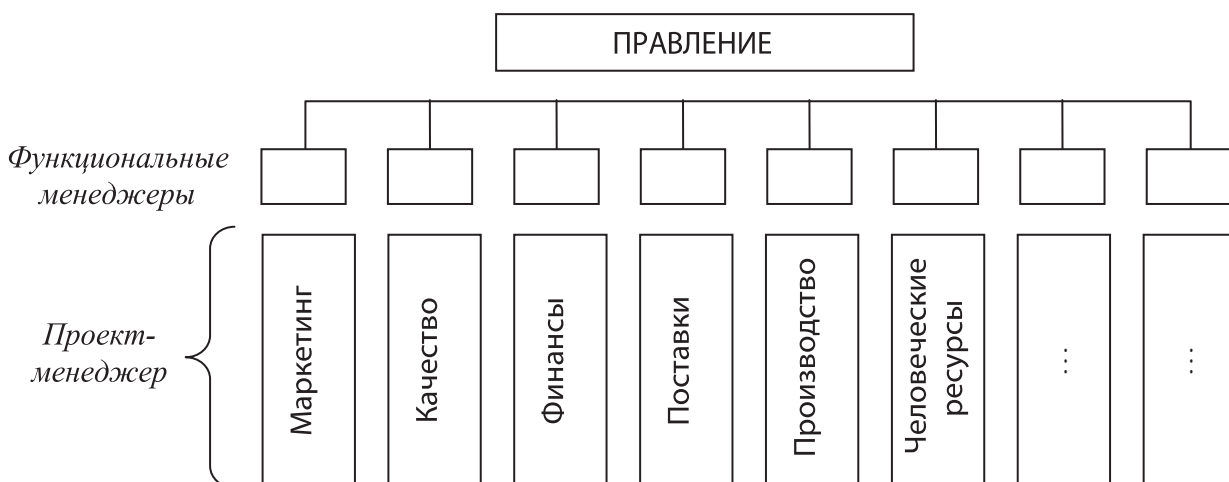 ПРАВЛЕНИЕ
Функциональные
менеджеры
Проект-
менеджер
Маркетинг
Качество
Финансы
Поставки
Производство
Человеческие
ресурсы
...
...